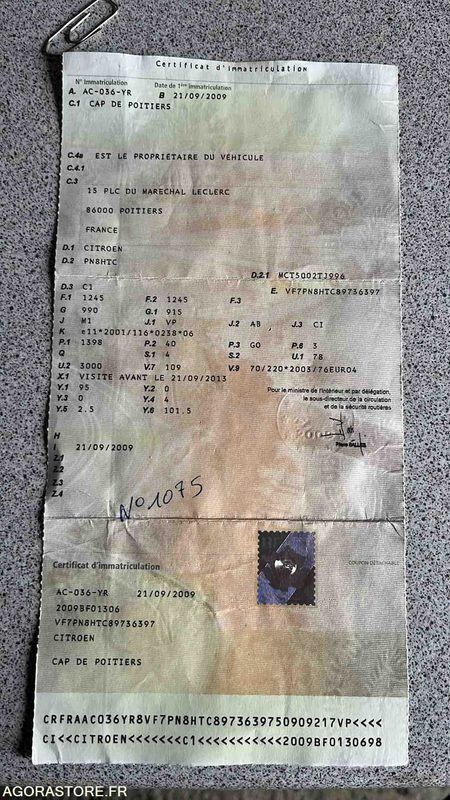 Certificat d'immatriculation
N° Immatriculation Date de 1ère immatriculation
A. AC-036-YR B 21/09/2009
C.1 CAP DE POITIERS
C.4a EST LE PROPRIÉTAIRE DU VÉHICULE
C.4.1
C.3
15 PLC DU MARECHAL LECLERC
86000 POITIERS
FRANCE
D.1 CITROEN
D.2 PN8HTC D.2.1 MCT5002TJ996
D.3 C1 E. VF7PN8HTC89736397
F.1 1245 F.2 1245 F.3
G 990 G.1 915
J M1 J.1 VP J.2 AB J.3 CI
K e11*2001/116*0238*06
P.1 1398 P.2 40 P.3 GO P.6 3
Q S.1 4 S.2 U.1 78
U.2 3000 V.7 109 V.9 70/220*2003/76EURO4
X.1 VISITE AVANT LE 21/09/2013
Y.1 95 Y.2 0
Y.3 0 Y.4 4
Y.5 2.5 Y.6 101.5
Pour le ministre de l'Intérieur et par délégation,
le sous-directeur de la circulation
et de la sécurité routières
H
I 21/09/2009
Z.1
Z.2
Z.3
Z.4
N°1075
Certificat d'immatriculation
COUPON DÉTACHABLE
AC-036-YR 21/09/2009
2009BF01306
VF7PN8HTC89736397
CITROEN
CAP DE POITIERS
CRFRAAC036YR8VF7PN8HTC8973639750909217VP<<<<
CI<<CITROEN<<<<<<<C1<<<<<<<<<<<2009BF0130698
AGORASTORE.FR